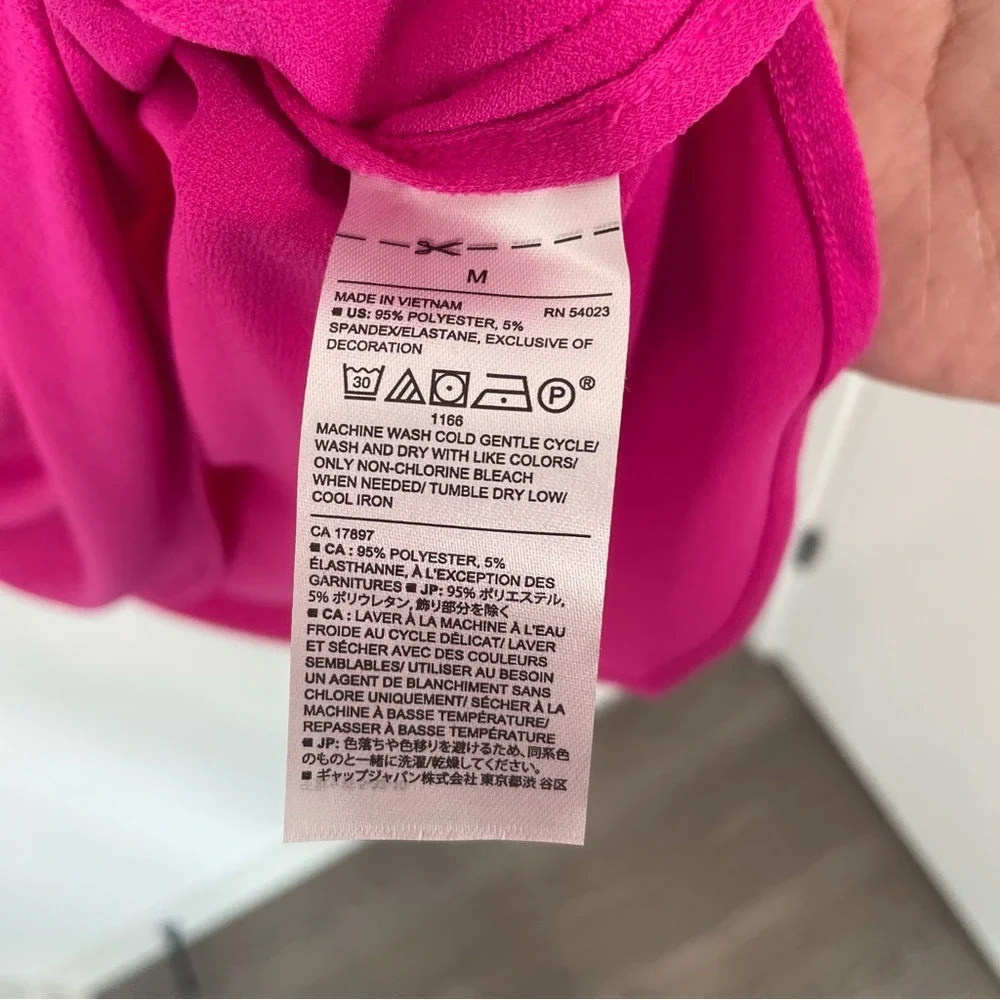 M
MADE IN VIETNAM RN 54023
■ US: 95% POLYESTER, 5%
SPANDEX/ELASTANE, EXCLUSIVE OF
DECORATION
30 P®
1166
MACHINE WASH COLD GENTLE CYCLE/
WASH AND DRY WITH LIKE COLORS/
ONLY NON-CHLORINE BLEACH
WHEN NEEDED/ TUMBLE DRY LOW/
COOL IRON
CA 17897
■ CA : 95% POLYESTER, 5%
ÉLASTHANNE, À L'EXCEPTION DES
GARNITURES ■ JP: 95% ポリエステル,
5% ポリウレタン, 飾り部分を除く
■ CA : LAVER À LA MACHINE À L'EAU
FROIDE AU CYCLE DÉLICAT/ LAVER
ET SÉCHER AVEC DES COULEURS
SEMBLABLES/ UTILISER AU BESOIN
UN AGENT DE BLANCHIMENT SANS
CHLORE UNIQUEMENT/ SÉCHER À LA
MACHINE À BASSE TEMPÉRATURE/
REPASSER À BASSE TEMPÉRATURE
■ JP: 色落ちや色移りを避けるため、同系色
のものと一緒に洗濯/乾燥してください。
■ ギャップジャパン株式会社 東京都渋 谷区